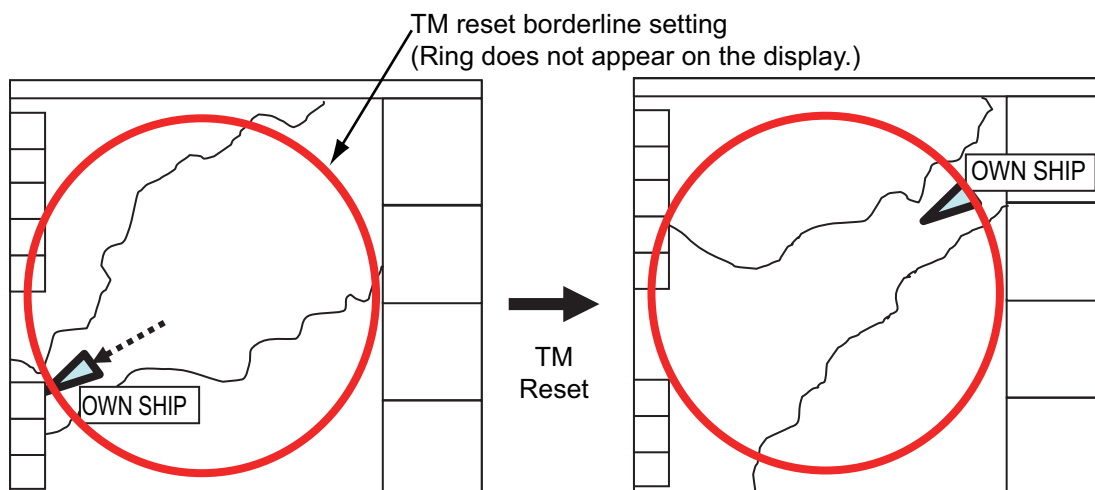 TM reset borderline setting
(Ring does not appear on the display.)
OWN SHIP
TM
Reset
OWN SHIP